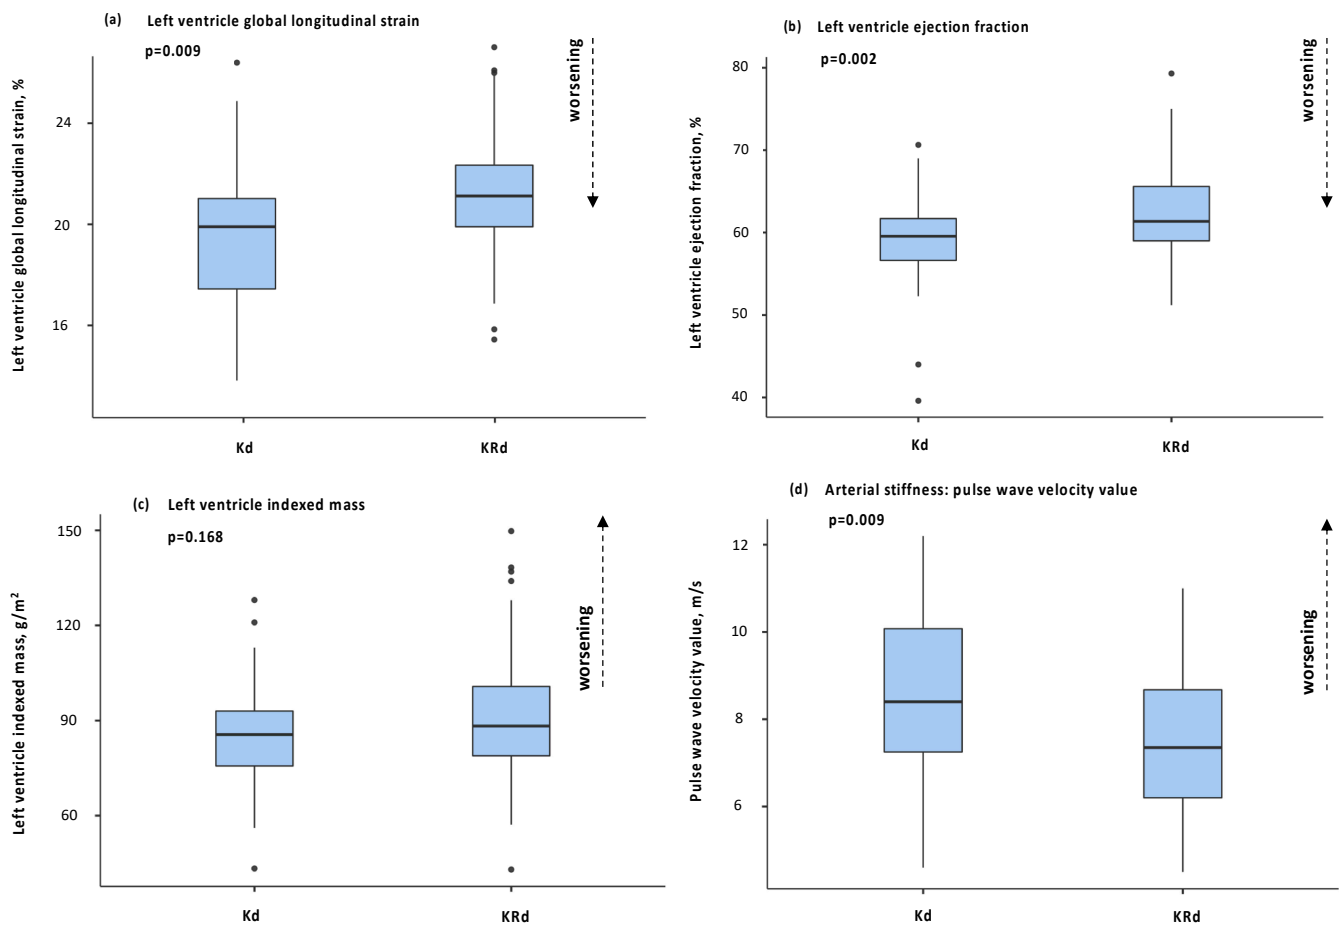 (a) Left ventricle global longitudinal strain
p=0.009
Left ventricle global longitudinal strain, %
24
20
16
Kd
KRd
worsening
(b) Left ventricle ejection fraction
p=0.002
Left ventricle ejection fraction, %
80
70
60
50
40
Kd
KRd
worsening
(c) Left ventricle indexed mass
p=0.168
Left ventricle indexed mass, g/m²
150
120
90
60
Kd
KRd
worsening
(d) Arterial stiffness: pulse wave velocity value
p=0.009
Pulse wave velocity value, m/s
12
10
8
6
Kd
KRd
worsening